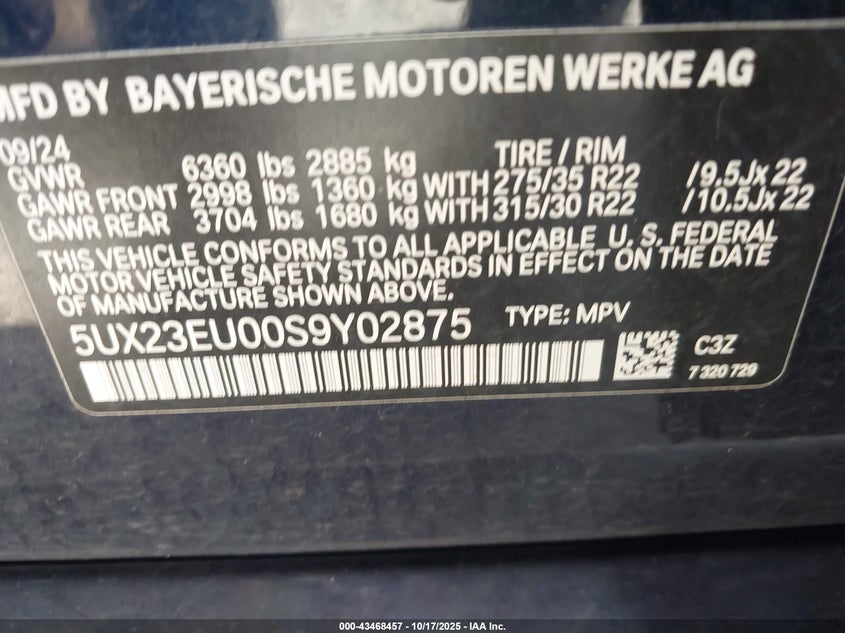 MFD BY BAYERISCHE MOTOREN WERKE AG
09/24
GVWR 6360 lbs 2885 kg TIRE / RIM
GAWR FRONT 2998 lbs 1360 kg WITH 275/35 R22 /9.5Jx22
GAWR REAR 3704 lbs 1680 kg WITH 315/30 R22 /10.5Jx22
THIS VEHICLE CONFORMS TO ALL APPLICABLE U. S. FEDERAL
MOTOR VEHICLE SAFETY STANDARDS IN EFFECT ON THE DATE
OF MANUFACTURE SHOWN ABOVE.
5UX23EU00S9Y02875 TYPE: MPV
C3Z
7 320 729
000-43468457 - 10/17/2025 - IAA Inc.